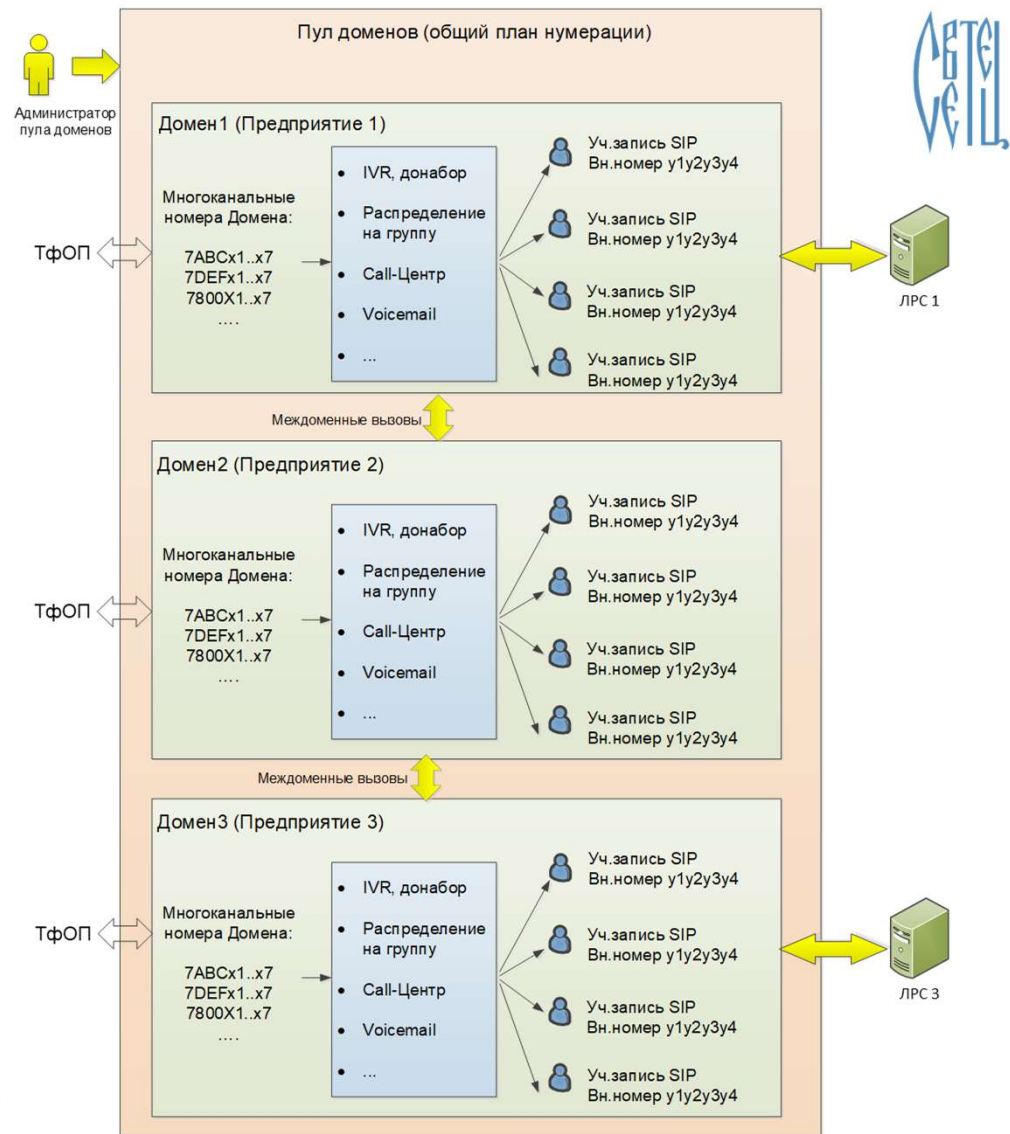 Пул доменов (общий план нумерации)
СВЕТЕЦ
Администратор
пула доменов
Домен1 (Предприятие 1)
Многоканальные
номера Домена:
7ABCx1..x7
7DEFx1..x7
7800X1..x7
....
ТфОП
• IVR, донабор
• Распределение
на группу
• Call-Центр
• Voicemail
• ...
Уч.запись SIP
Вн.номер y1y2y3y4
Уч.запись SIP
Вн.номер y1y2y3y4
Уч.запись SIP
Вн.номер y1y2y3y4
Уч.запись SIP
Вн.номер y1y2y3y4
ЛРС 1
Междоменные вызовы
Домен2 (Предприятие 2)
Многоканальные
номера Домена:
7ABCx1..x7
7DEFx1..x7
7800X1..x7
....
ТфОП
• IVR, донабор
• Распределение
на группу
• Call-Центр
• Voicemail
• ...
Уч.запись SIP
Вн.номер y1y2y3y4
Уч.запись SIP
Вн.номер y1y2y3y4
Уч.запись SIP
Вн.номер y1y2y3y4
Уч.запись SIP
Вн.номер y1y2y3y4
Междоменные вызовы
Домен3 (Предприятие 3)
Многоканальные
номера Домена:
7ABCx1..x7
7DEFx1..x7
7800X1..x7
....
ТфОП
• IVR, донабор
• Распределение
на группу
• Call-Центр
• Voicemail
• ...
Уч.запись SIP
Вн.номер y1y2y3y4
Уч.запись SIP
Вн.номер y1y2y3y4
Уч.запись SIP
Вн.номер y1y2y3y4
Уч.запись SIP
Вн.номер y1y2y3y4
ЛРС 3